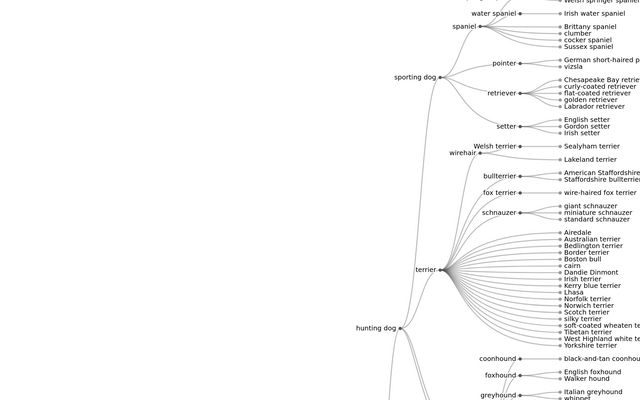 Welsh springer spaniel
water spaniel
Irish water spaniel
spaniel
Brittany spaniel
clumber
cocker spaniel
Sussex spaniel
German short-haired p
pointer
vizsla
sporting dog
Chesapeake Bay retrie
curly-coated retriever
retriever
flat-coated retriever
golden retriever
Labrador retriever
English setter
setter
Gordon setter
Irish setter
Welsh terrier
Sealyham terrier
wirehair
Lakeland terrier
American Staffordshire
bullterrier
Staffordshire bullterrier
fox terrier
wire-haired fox terrier
giant schnauzer
schnauzer
miniature schnauzer
standard schnauzer
Airedale
Australian terrier
Bedlington terrier
Border terrier
Boston bull
cairn
terrier
Dandie Dinmont
Irish terrier
Kerry blue terrier
Lhasa
Norfolk terrier
Norwich terrier
Scotch terrier
silky terrier
soft-coated wheaten te
hunting dog
Tibetan terrier
West Highland white te
Yorkshire terrier
coonhound
black-and-tan coonhou
English foxhound
foxhound
Walker hound
Italian greyhound
greyhound
whippet